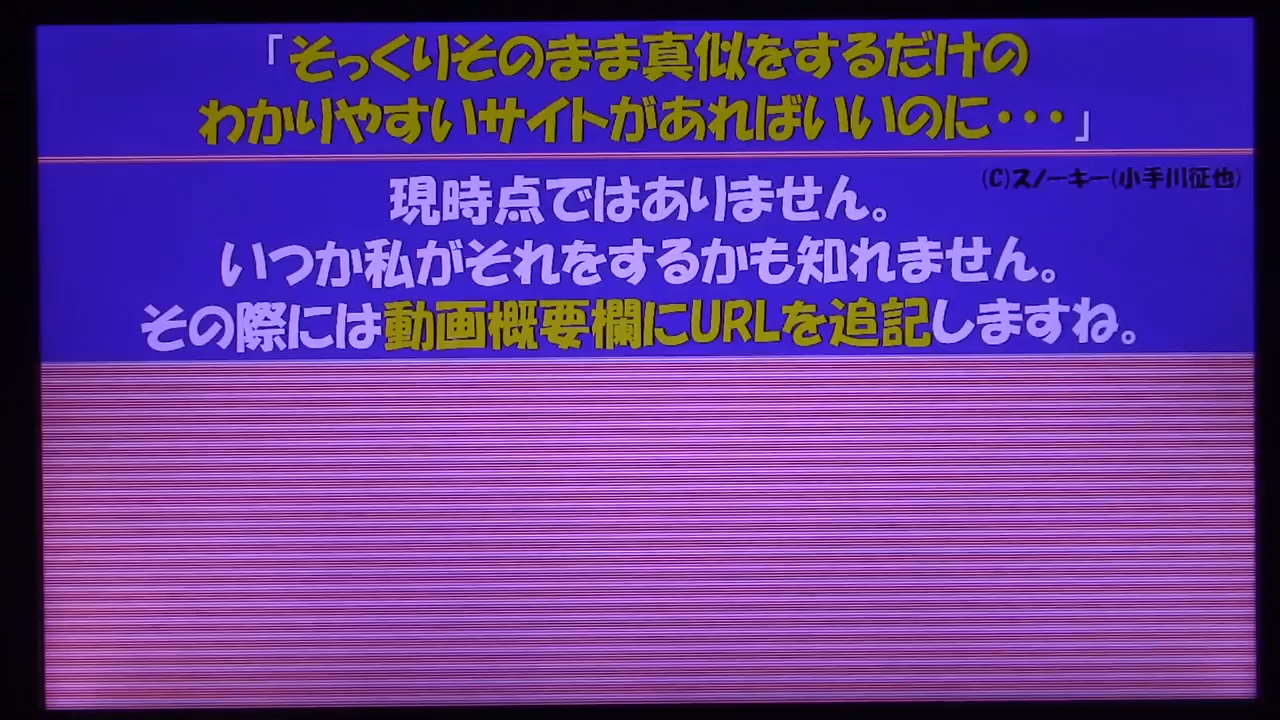 「そっくりそのまま真似をするだけの
わかりやすいサイトがあればいいのに・・・」
(C)スノーキー(小手川征也)
現時点ではありません。
いつか私がそれをするかも知れません。
その際には動画概要欄にURLを追記しますね。